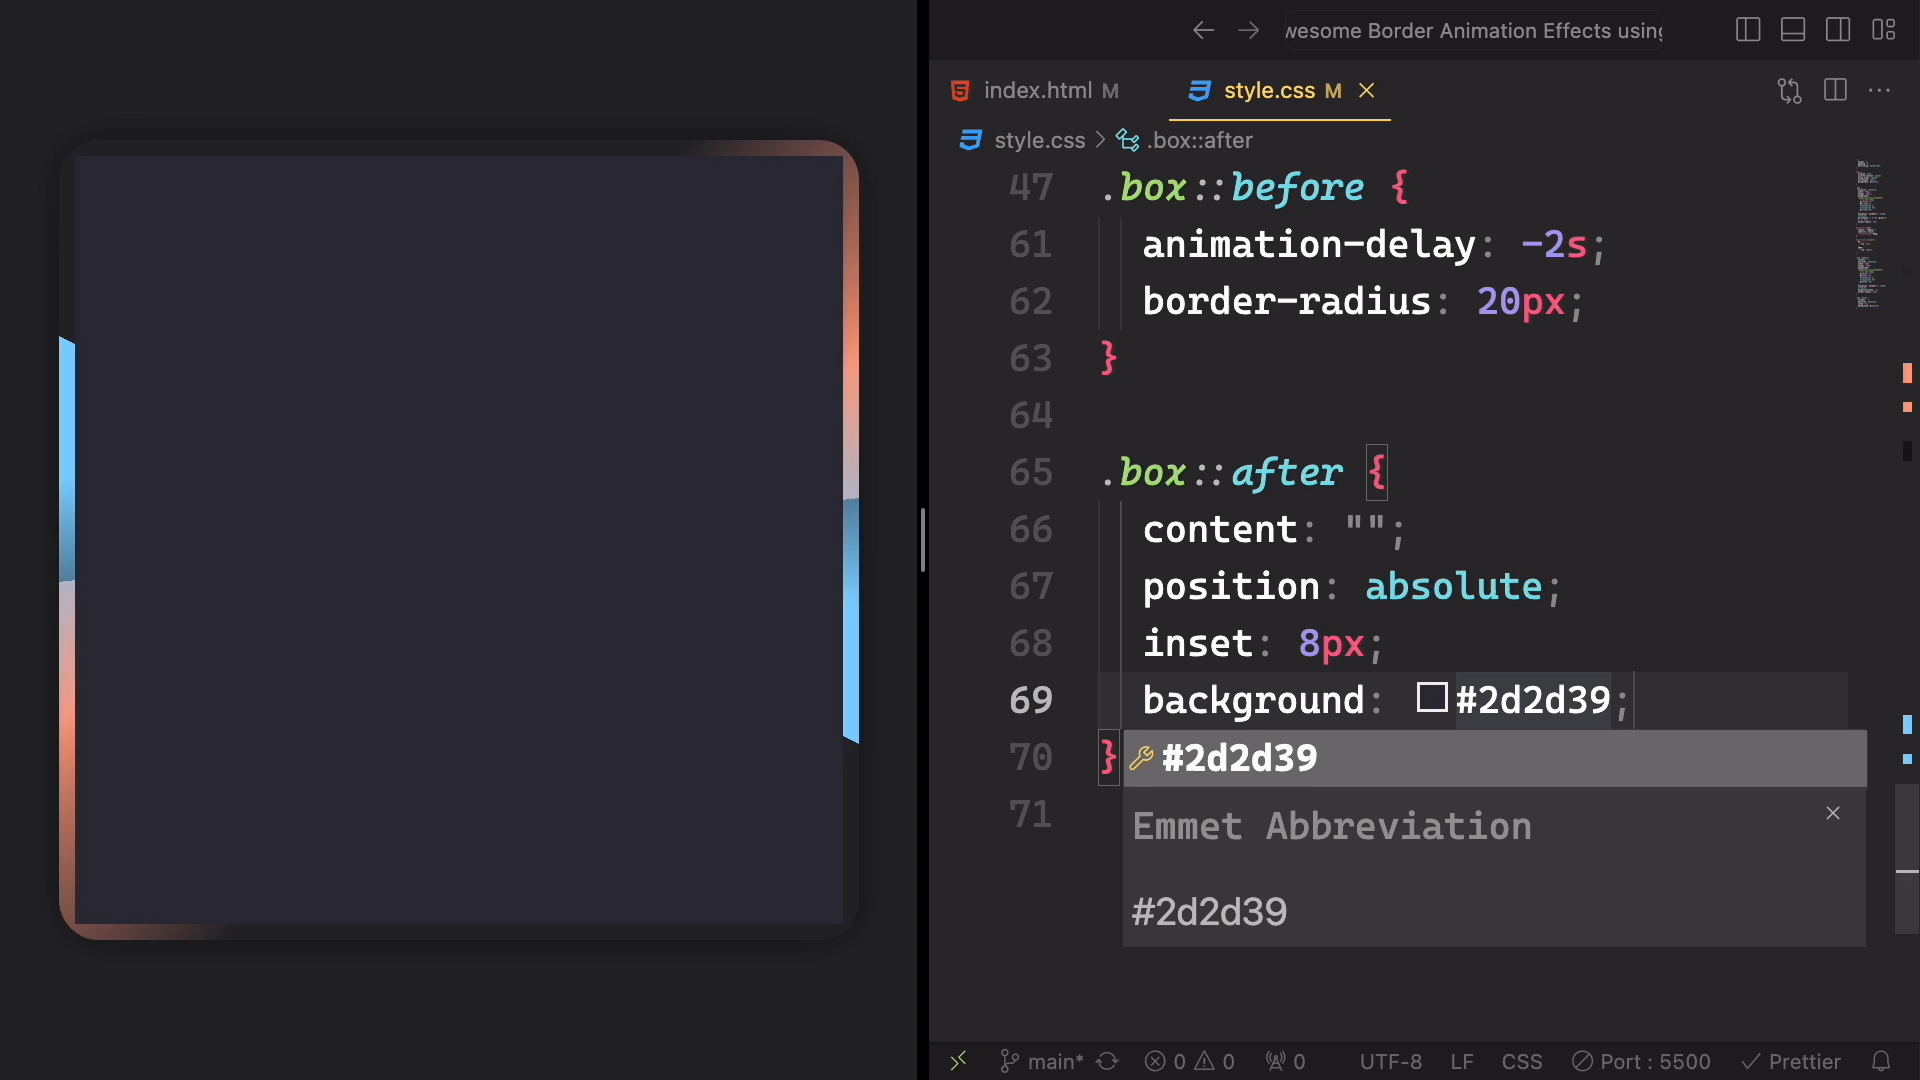 wesome Border Animation Effects using
index.html M
style.css M
style.css > .box::after
47 .box::before {
61 animation-delay: -2s;
62 border-radius: 20px;
63 }
64
65 .box::after {
66 content: "";
67 position: absolute;
68 inset: 8px;
69 background: #2d2d39;
70 }
#2d2d39
71
Emmet Abbreviation
#2d2d39
main* 0 0 0 UTF-8 LF CSS Port : 5500 Prettier